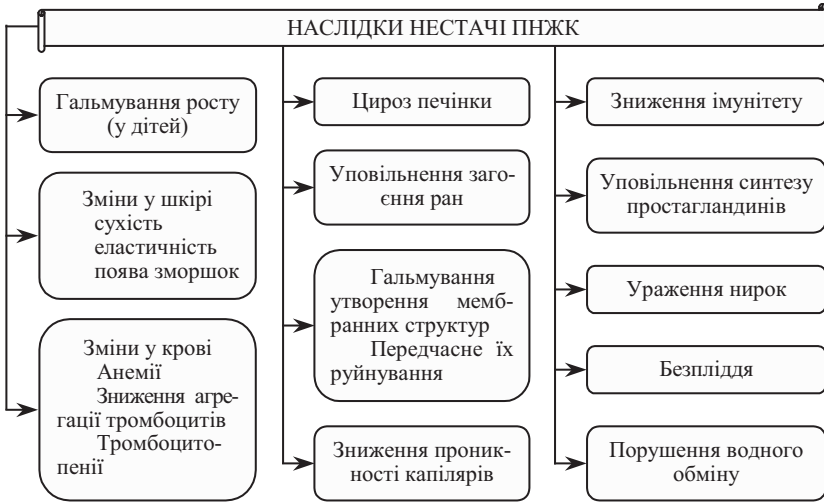 НАСЛІДКИ НЕСТАЧІ ПНЖК
Гальмування росту
(у дітей)
Зміни у шкірі
сухість
еластичність
поява зморшок
Зміни у крові
Анемії
Зниження агре-
гації тромбоцитів
Тромбоцито-
пенії
Цироз печінки
Уповільнення заго-
єння ран
Гальмування
утворення мемб-
ранних структур
Передчасне їх
руйнування
Зниження проник-
ності капілярів
Зниження імунітету
Уповільнення синтезу
простагландинів
Ураження нирок
Безпліддя
Порушення водного
обміну